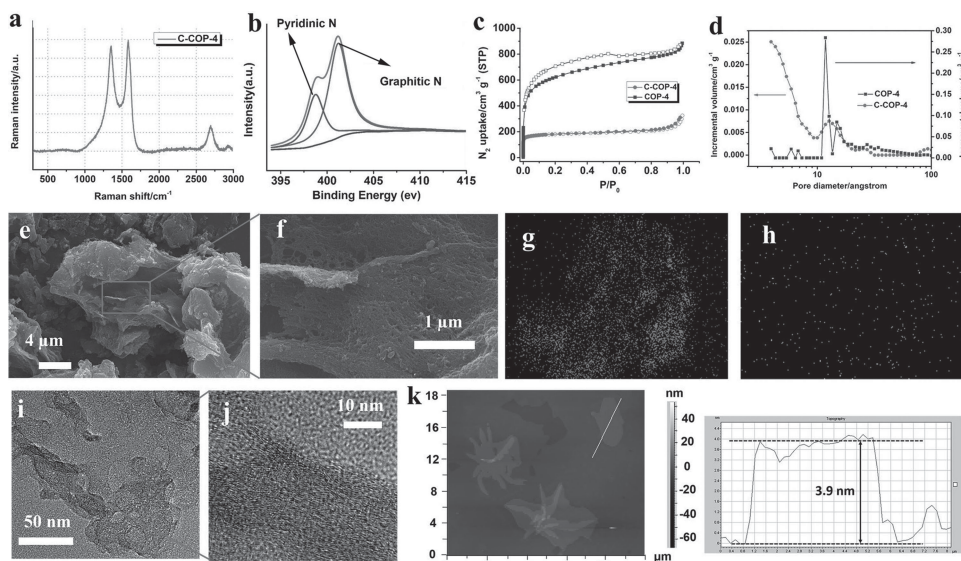 a
C-COP-4
Raman intensity/a.u.
500 1000 1500 2000 2500 3000
Raman shift/cm⁻¹
b
Pyridinic N
Graphitic N
Intensity(a.u.)
395 400 405 410 415
Binding Energy (ev)
c
1000
800
600
400
200
0
N₂ uptake/cm³ g⁻¹ (STP)
C-COP-4
COP-4
0.0 0.2 0.4 0.6 0.8 1.0
P/P₀
d
0.025
0.020
0.015
0.010
0.005
0.000
Incremental volume/cm³ g⁻¹
COP-4
C-COP-4
0.30
0.25
0.20
0.15
0.10
0.05
0.00
10 100
Pore diameter/angstrom
e
4 μm
f
1 μm
g
h
i
50 nm
j
10 nm
k
18
16
12
8
4
0
μm
nm
40
20
0
-20
-40
-60
Topography
3.9 nm